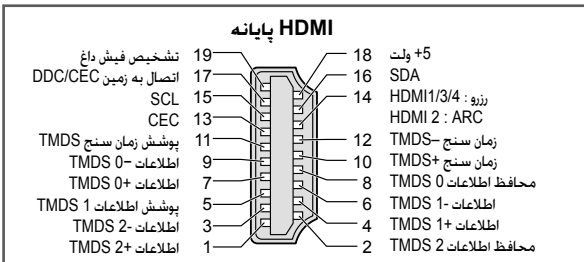 پایانه HDMI
19 تشخیص فیش داغ
17 اتصال به زمین DDC/CEC
15 SCL
13 CEC
11 پوشش زمان سنج TMDS
9 اطلاعات TMDS 0–
7 اطلاعات TMDS 0+
5 پوشش اطلاعات TMDS 1
3 اطلاعات TMDS 2-
1 اطلاعات TMDS 2+
18 +5 ولت
16 SDA
14 رزرو : HDMI1/3/4
HDMI 2 : ARC
12 زمان سنج TMDS–
10 زمان سنج TMDS+
8 محافظ اطلاعات TMDS 0
6 اطلاعات TMDS 1-
4 اطلاعات TMDS 1+
2 محافظ اطلاعات TMDS 2